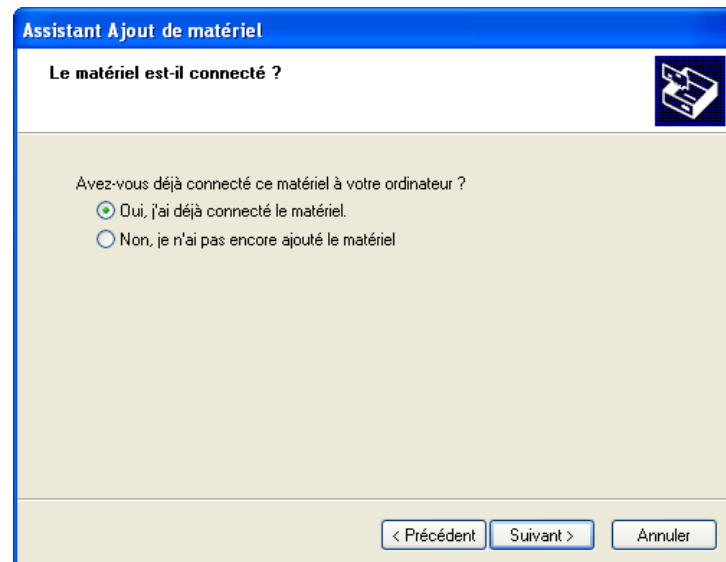 Assistant Ajout de matériel
Le matériel est-il connecté ?
Avez-vous déjà connecté ce matériel à votre ordinateur ?
Oui, j'ai déjà connecté le matériel.
Non, je n'ai pas encore ajouté le matériel
< Précédent Suivant > Annuler